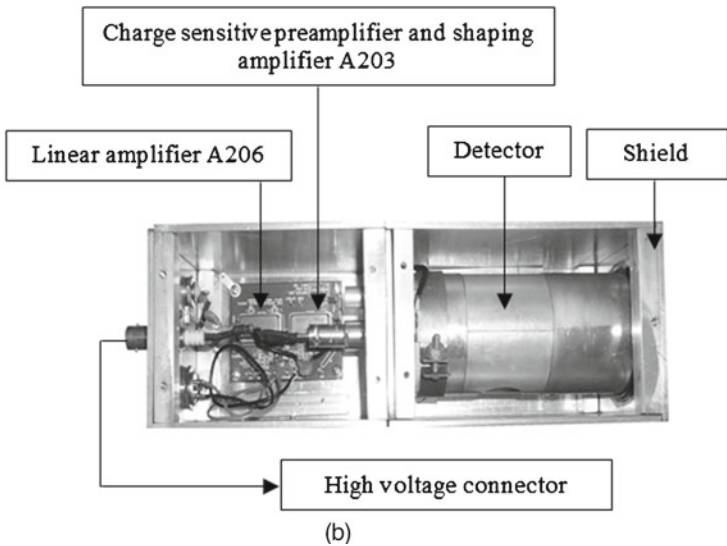 Charge sensitive preamplifier and shaping
amplifier A203
Linear amplifier A206
Detector
Shield
High voltage connector
(b)